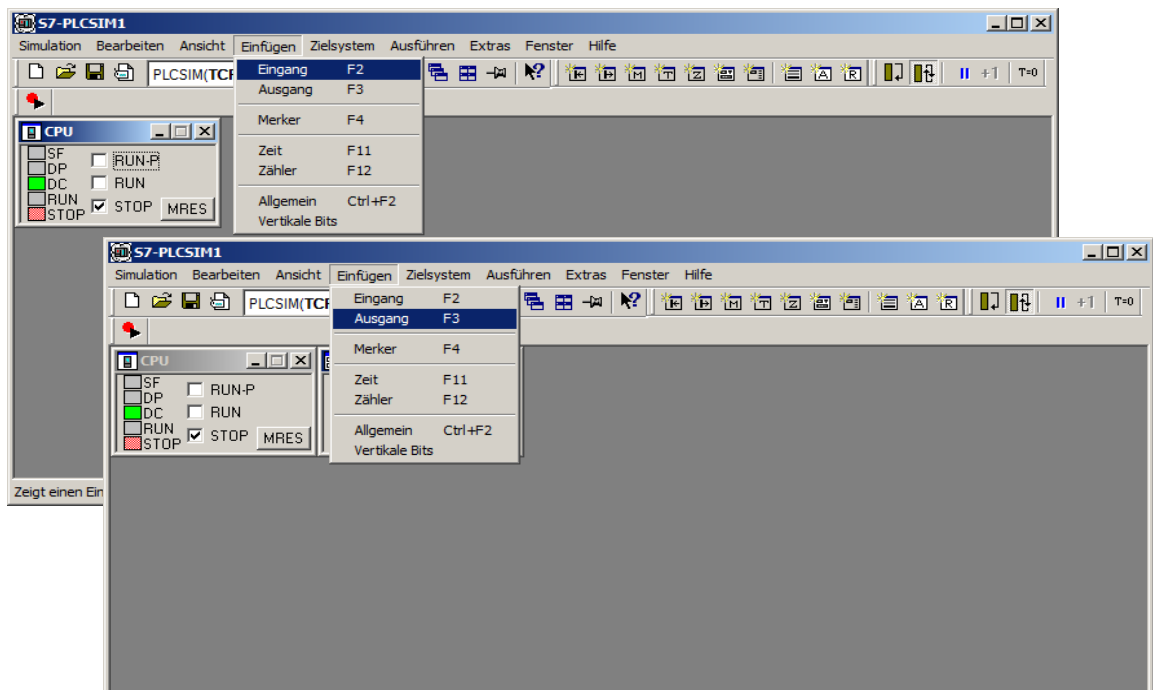 S7-PLCSIM1
Simulation Bearbeiten Ansicht Einfügen Zielsystem Ausführen Extras Fenster Hilfe
PLCSIM(TCP
+1 T=0
Eingang F2
Ausgang F3
Merker F4
Zeit F11
Zähler F12
Allgemein Ctrl+F2
Vertikale Bits
CPU
SF
DP
DC
RUN
STOP
RUN-P
RUN
STOP MRES
Zeigt einen Ein
S7-PLCSIM1
Simulation Bearbeiten Ansicht Einfügen Zielsystem Ausführen Extras Fenster Hilfe
PLCSIM(TCP
+1 T=0
Eingang F2
Ausgang F3
Merker F4
Zeit F11
Zähler F12
Allgemein Ctrl+F2
Vertikale Bits
CPU
SF
DP
DC
RUN
STOP
RUN-P
RUN
STOP MRES